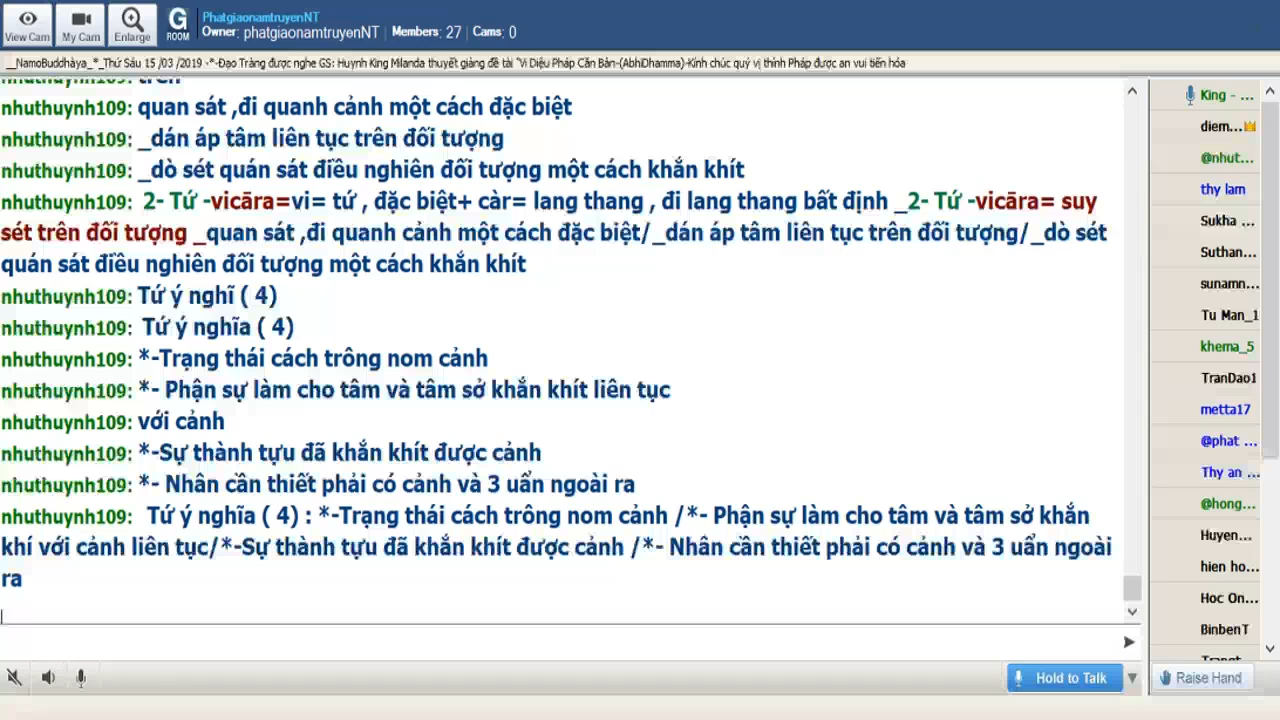 PhatgiaonamtruyenNT
Owner: phatgiaonamtruyenNT | Members: 27 | Cams: 0
View Cam
My Cam
Enlarge
G
ROOM
__NamoBuddhàya_*_Thứ Sáu 15 /03 /2019 -*-Đạo Tràng được nghe GS: Huynh King Milanda thuyết giảng đề tài "Vi Diệu Pháp Căn Bản-(AbhiDhamma)-Kính chúc quý vị thính Pháp được an vui tiến hóa
nhuthuynh109: trên
nhuthuynh109: quan sát ,đi quanh cảnh một cách đặc biệt
nhuthuynh109: _dán áp tâm liên tục trên đối tượng
nhuthuynh109: _dò sét quán sát điều nghiên đối tượng một cách khắn khít
nhuthuynh109: 2- Tứ -vicāra=vi= tứ , đặc biệt+ càr= lang thang , đi lang thang bất định _2- Tứ -vicāra= suy
sét trên đối tượng _quan sát ,đi quanh cảnh một cách đặc biệt/_dán áp tâm liên tục trên đối tượng/_dò sét
quán sát điều nghiên đối tượng một cách khắn khít
nhuthuynh109: Tứ ý nghĩ ( 4)
nhuthuynh109: Tứ ý nghĩa ( 4)
nhuthuynh109: *-Trạng thái cách trông nom cảnh
nhuthuynh109: *- Phận sự làm cho tâm và tâm sở khắn khít liên tục
nhuthuynh109: với cảnh
nhuthuynh109: *-Sự thành tựu đã khắn khít được cảnh
nhuthuynh109: *- Nhân cần thiết phải có cảnh và 3 uẩn ngoài ra
nhuthuynh109: Tứ ý nghĩa ( 4) : *-Trạng thái cách trông nom cảnh /*- Phận sự làm cho tâm và tâm sở khắn
khí với cảnh liên tục/*-Sự thành tựu đã khắn khít được cảnh /*- Nhân cần thiết phải có cảnh và 3 uẩn ngoài
ra
King - ...
diem...
@nhut...
thy lam
Sukha ...
Suthan...
sunamn...
Tu Man_1
khema_5
TranDao1
metta17
@phat ...
Thy an ...
@hong...
Huyen...
hien ho...
Hoc On...
BinbenT
Hold to Talk
Raise Hand